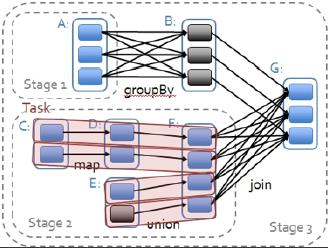 A:
B:
G:
Stage 1
groupBy
Task
C:
D:
F:
map
E:
Stage 2
union
join
Stage 3